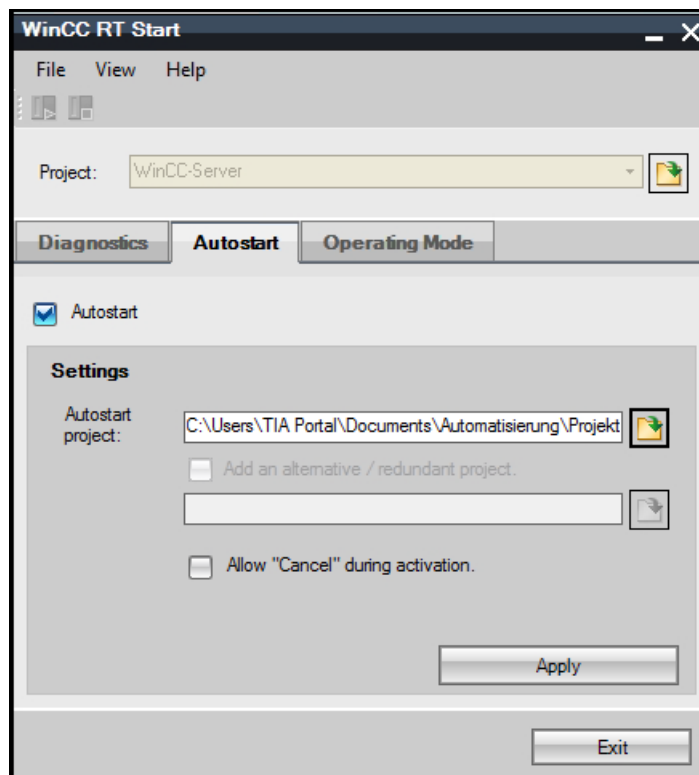 WinCC RT Start
File View Help
Project: WinCC-Server
Diagnostics Autostart Operating Mode
Autostart
Settings
Autostart
project:
C:\Users\TIA Portal\Documents\Automatisierung\Projekt
Add an alternative / redundant project.
Allow "Cancel" during activation.
Apply
Exit